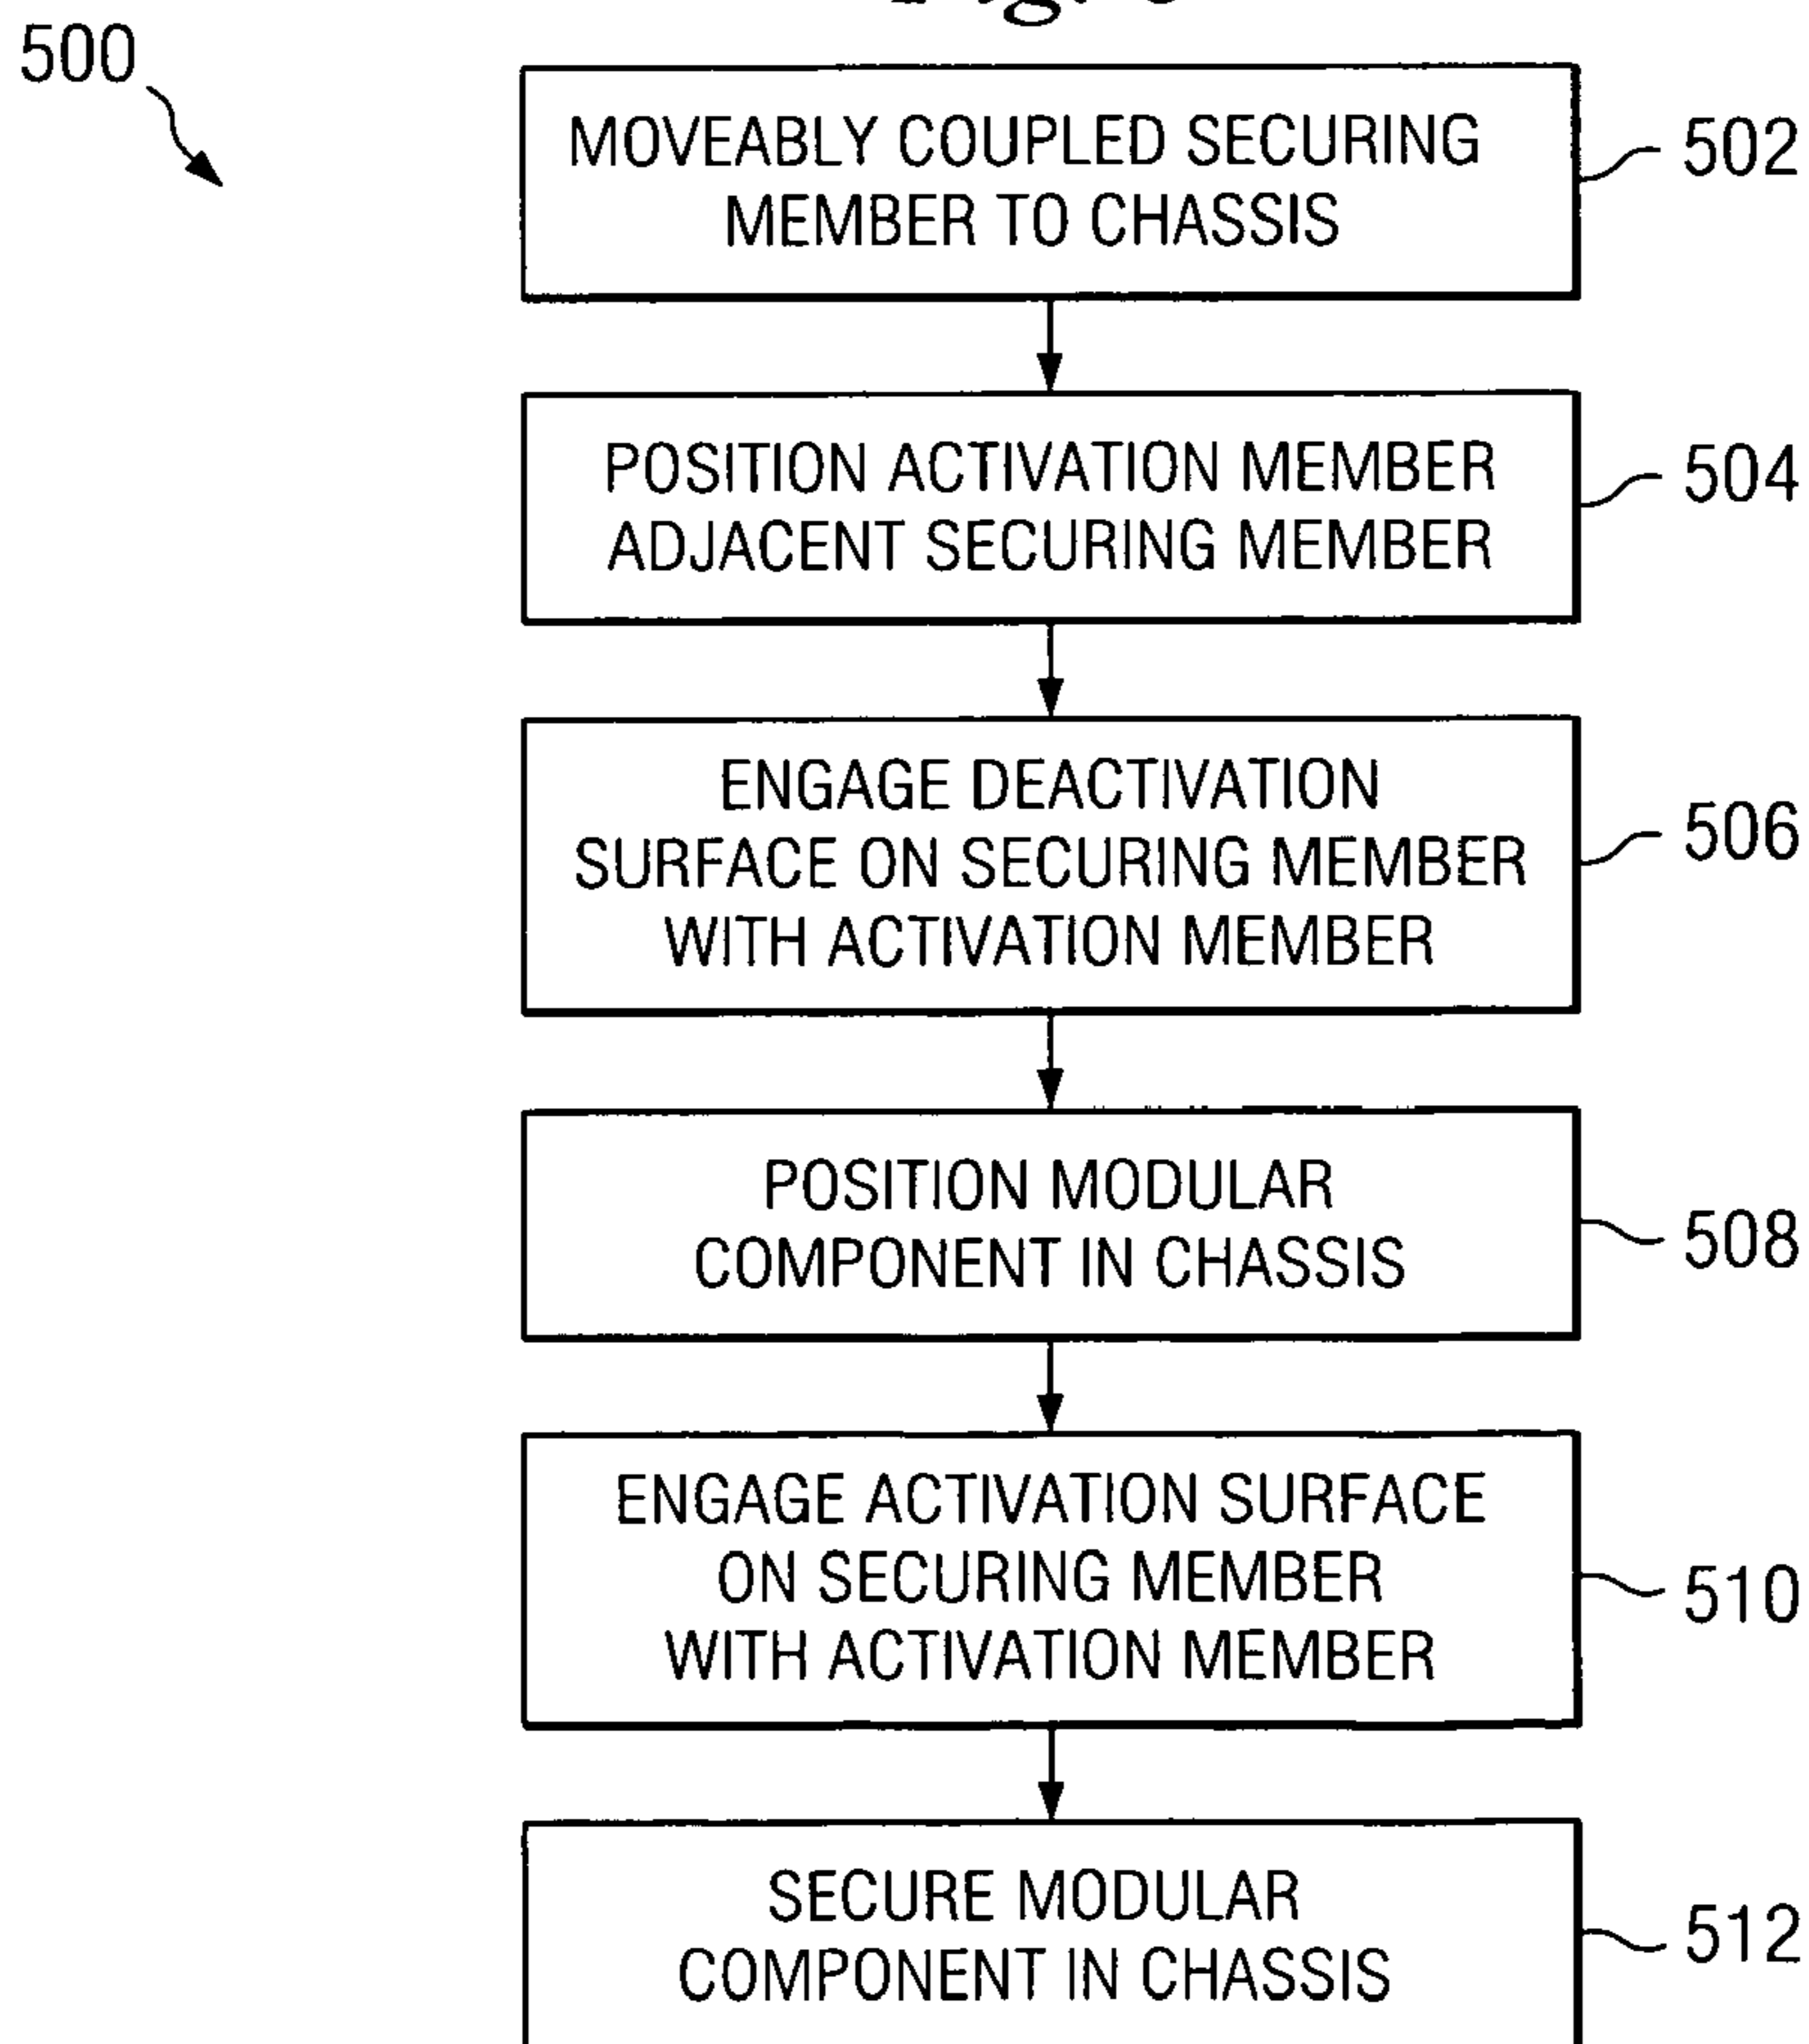 500
MOVEABLY COUPLED SECURING
MEMBER TO CHASSIS
502
POSITION ACTIVATION MEMBER
ADJACENT SECURING MEMBER
504
ENGAGE DEACTIVATION
SURFACE ON SECURING MEMBER
WITH ACTIVATION MEMBER
506
POSITION MODULAR
COMPONENT IN CHASSIS
508
ENGAGE ACTIVATION SURFACE
ON SECURING MEMBER
WITH ACTIVATION MEMBER
510
SECURE MODULAR
COMPONENT IN CHASSIS
512